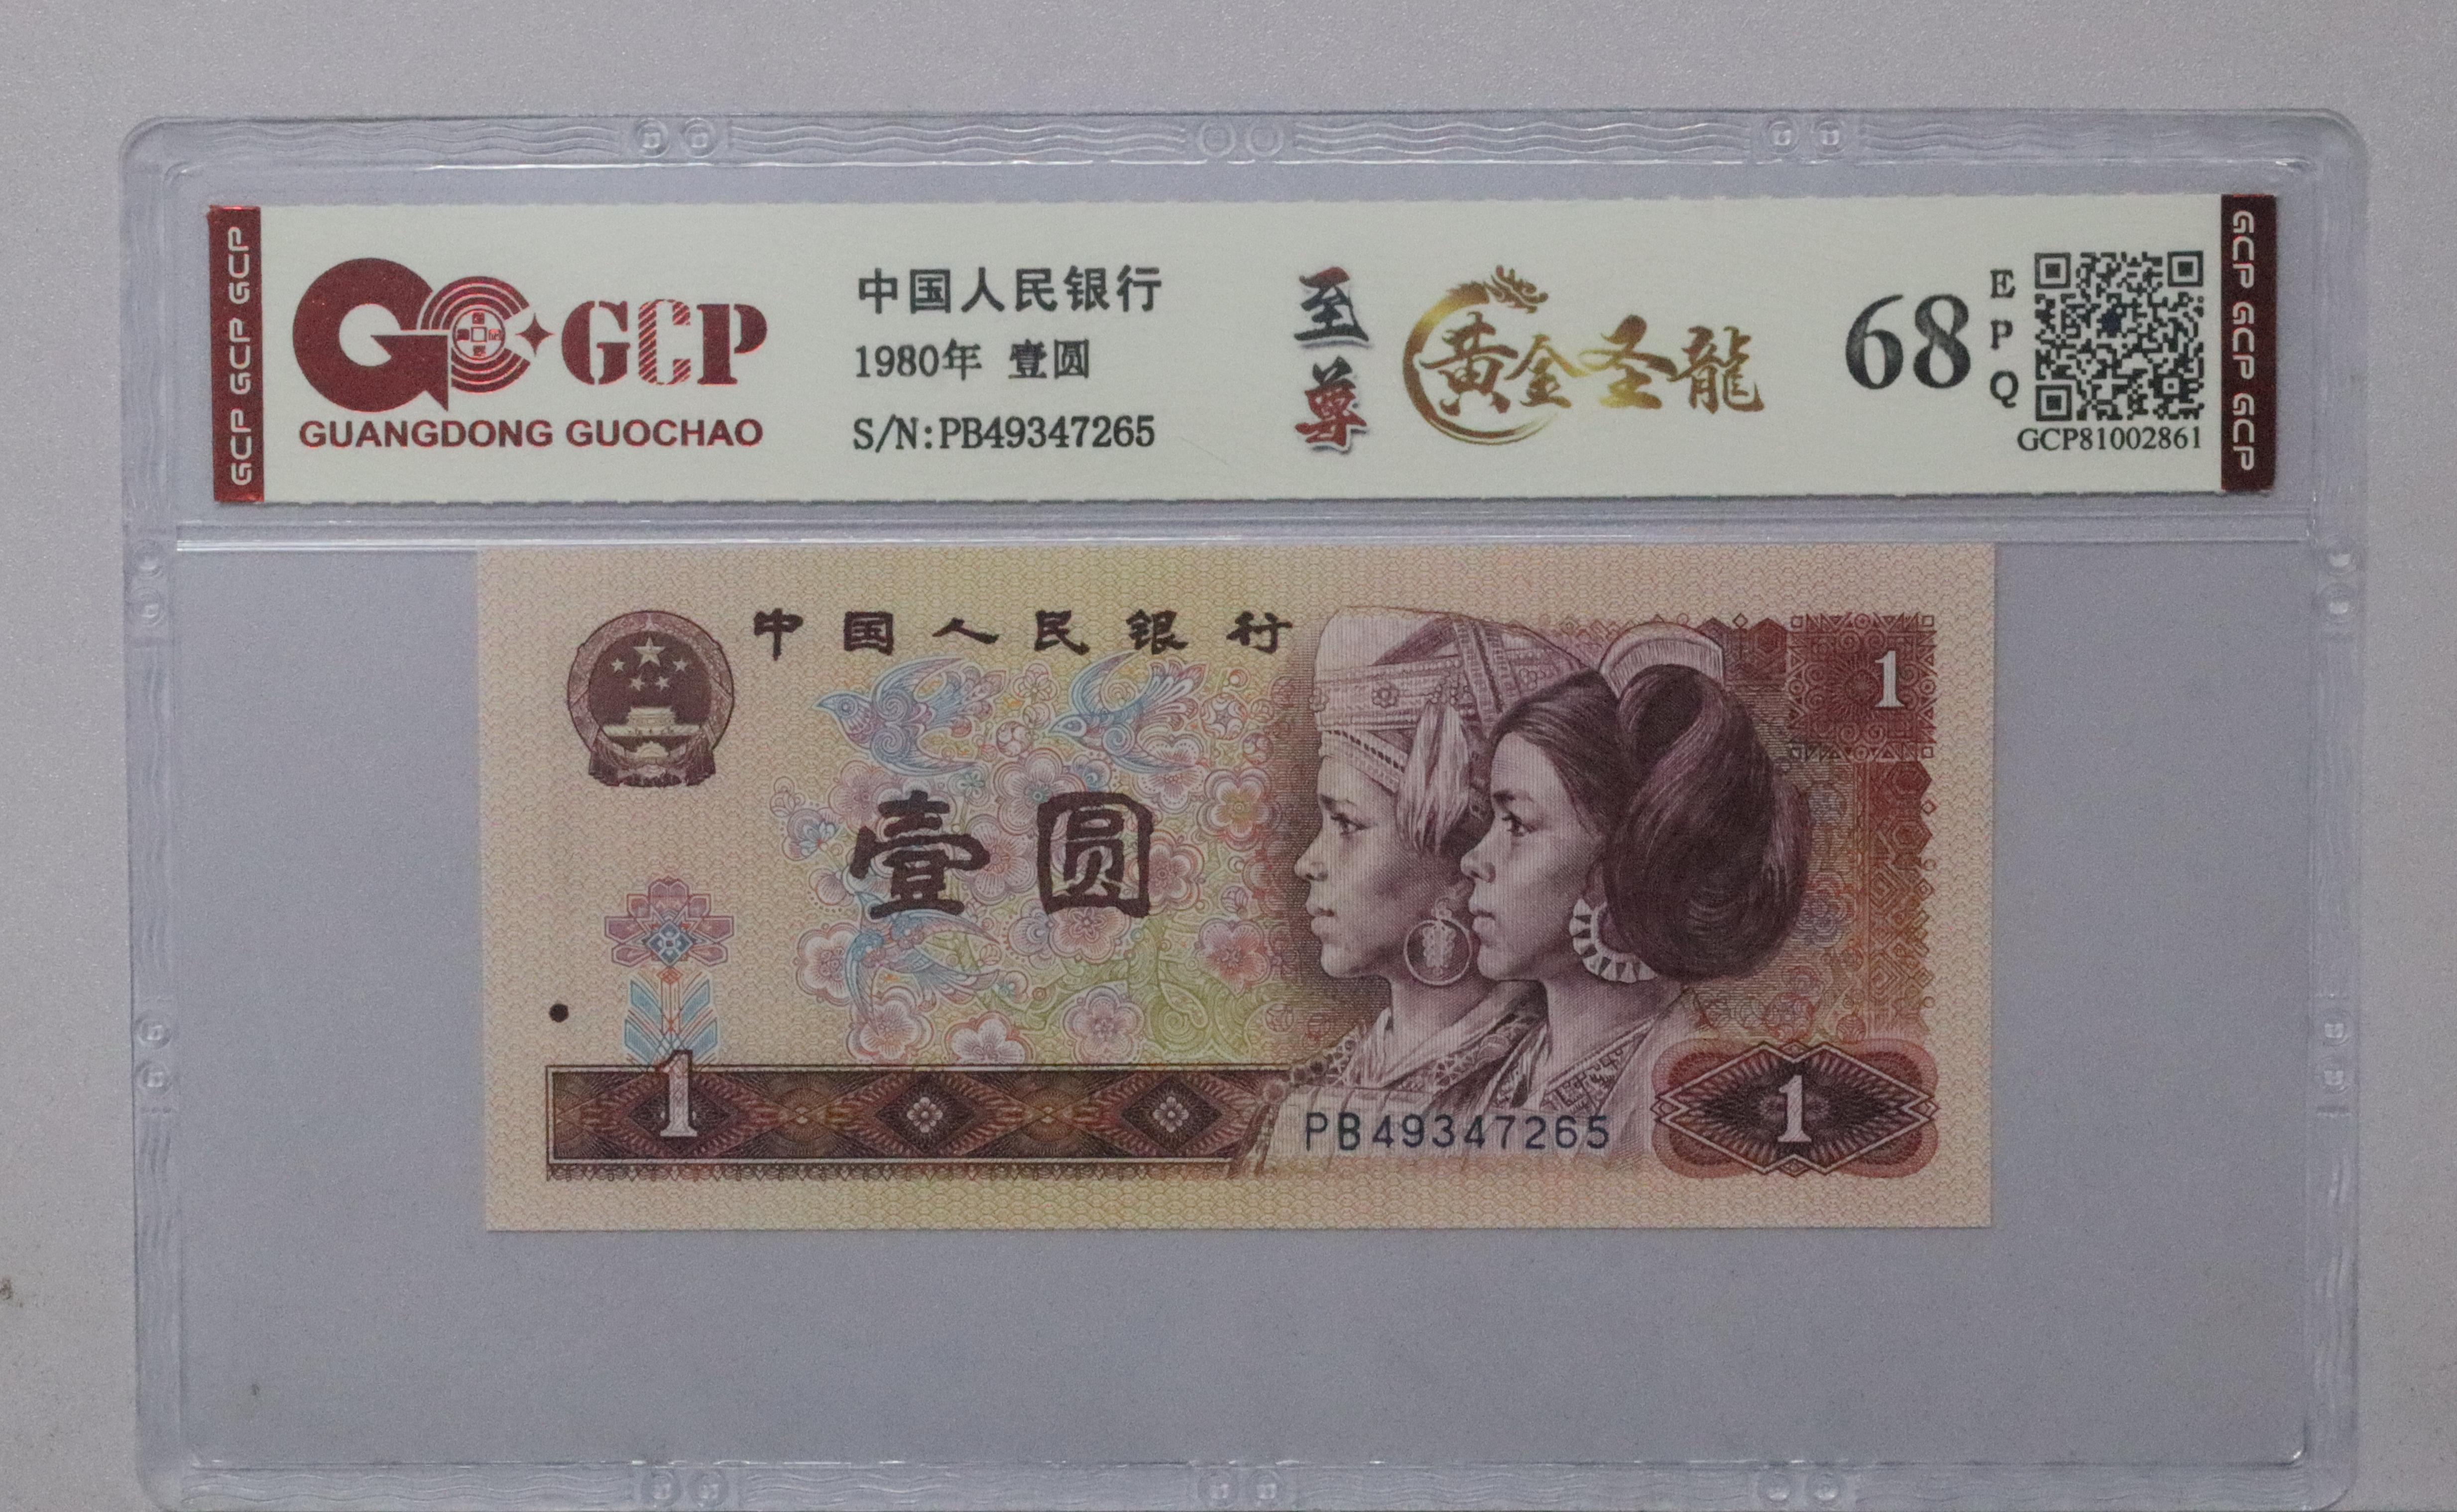 GCP GCP GCP
GCP
GUANGDONG GUOCHAO
中国人民银行
1980年 壹圆
S/N:PB49347265
至尊
黄金圣龍
68
EPQ
GCP81002861
GCP GCP GCP
中国人民银行
1
壹圆
1
PB49347265
1